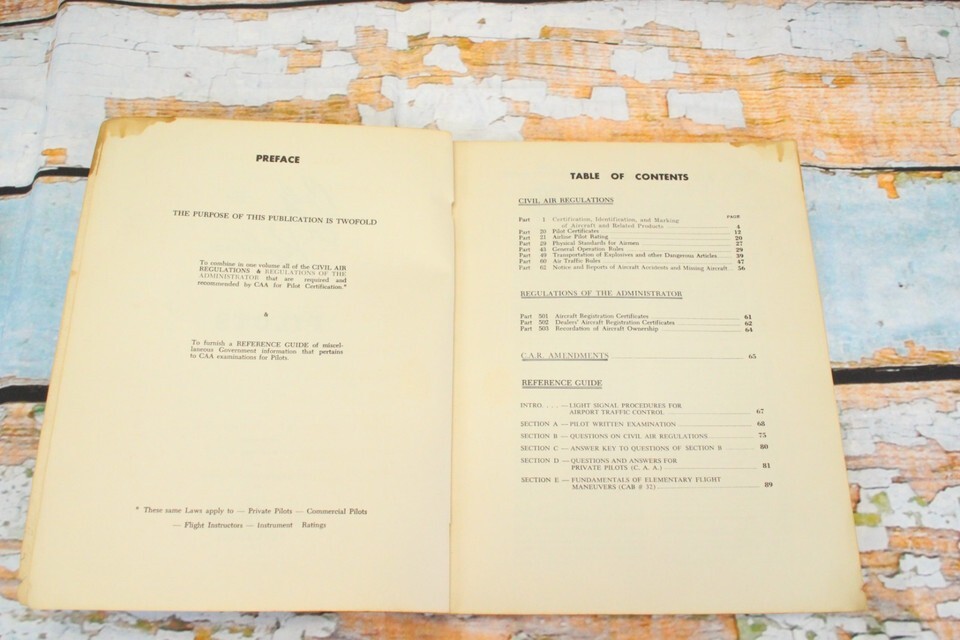 PREFACE
THE PURPOSE OF THIS PUBLICATION IS TWOFOLD
To combine in one volume all of the CIVIL AIR
REGULATIONS & REGULATIONS OF THE
ADMINISTRATOR that are required and
recommended by CAA for Pilot Certification.*
&
To furnish a REFERENCE GUIDE of miscel-
laneous Government information that pertains
to CAA examinations for Pilots.
* These same Laws apply to — Private Pilots — Commercial Pilots
— Flight Instructors — Instrument Ratings
TABLE OF CONTENTS
CIVIL AIR REGULATIONS
PAGE
Part 1 Certification, Identification, and Marking
of Aircraft and Related Products 4
Part 20 Pilot Certificates 12
Part 21 Airline Pilot Rating 20
Part 29 Physical Standards for Airmen 27
Part 43 General Operation Rules 29
Part 49 Transportation of Explosives and other Dangerous Articles 39
Part 60 Air Traffic Rules 47
Part 62 Notice and Reports of Aircraft Accidents and Missing Aircraft 56
REGULATIONS OF THE ADMINISTRATOR
Part 501 Aircraft Registration Certificates 61
Part 502 Dealers' Aircraft Registration Certificates 62
Part 503 Recordation of Aircraft Ownership 64
C.A.R. AMENDMENTS 65
REFERENCE GUIDE
INTRO. . . . — LIGHT SIGNAL PROCEDURES FOR
AIRPORT TRAFFIC CONTROL 67
SECTION A — PILOT WRITTEN EXAMINATION 68
SECTION B — QUESTIONS ON CIVIL AIR REGULATIONS 75
SECTION C — ANSWER KEY TO QUESTIONS OF SECTION B 80
SECTION D — QUESTIONS AND ANSWERS FOR
PRIVATE PILOTS (C. A. A.) 81
SECTION E — FUNDAMENTALS OF ELEMENTARY FLIGHT
MANEUVERS (CAB # 32) 89